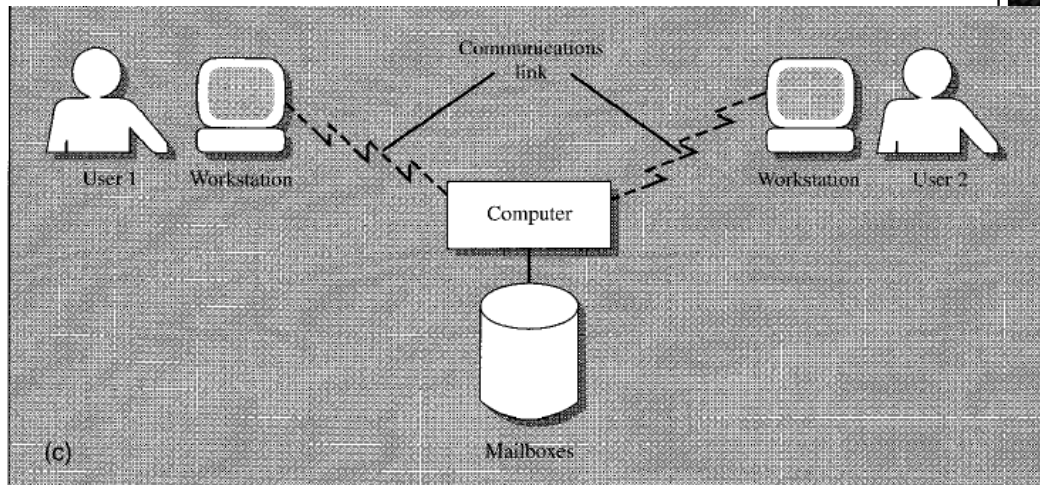 Communications
link
User 1
Workstation
Workstation
User 2
Computer
Mailboxes
(c)